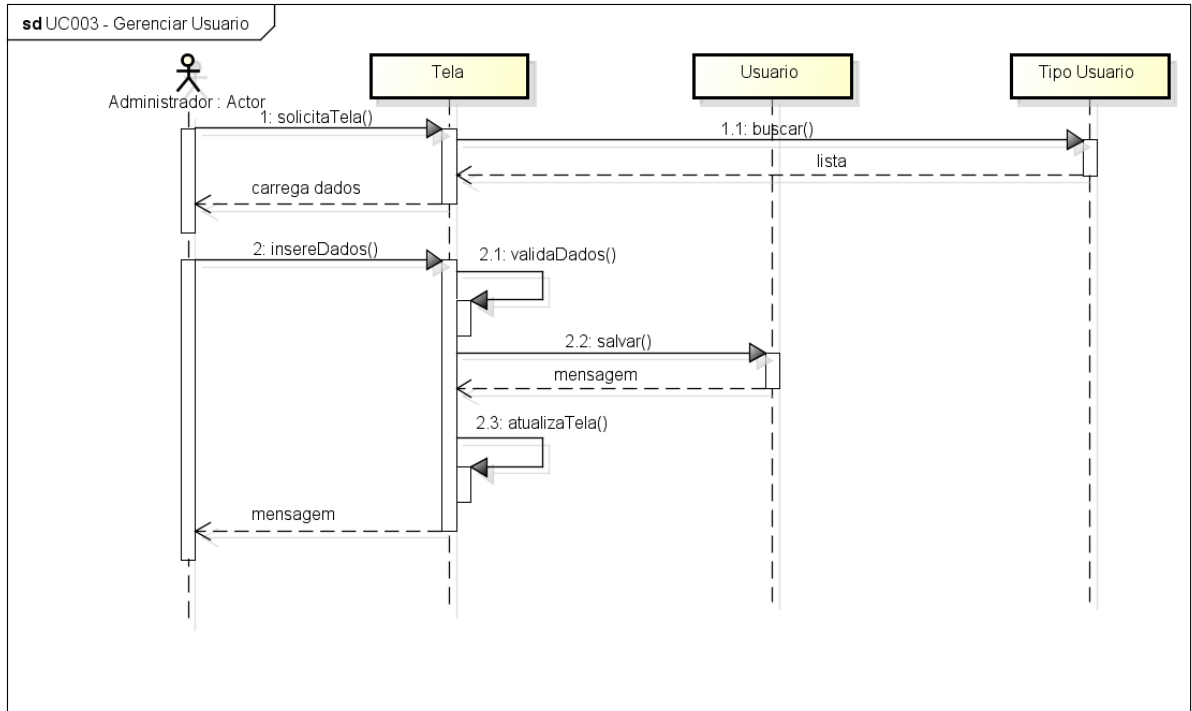 sd UC003 - Gerenciar Usuario
Tela
Usuario
Tipo Usuario
Administrador : Actor
1: solicitaTela()
1.1: buscar()
lista
carrega dados
2: insereDados()
2.1: validaDados()
2.2: salvar()
mensagem
2.3: atualizaTela()
mensagem